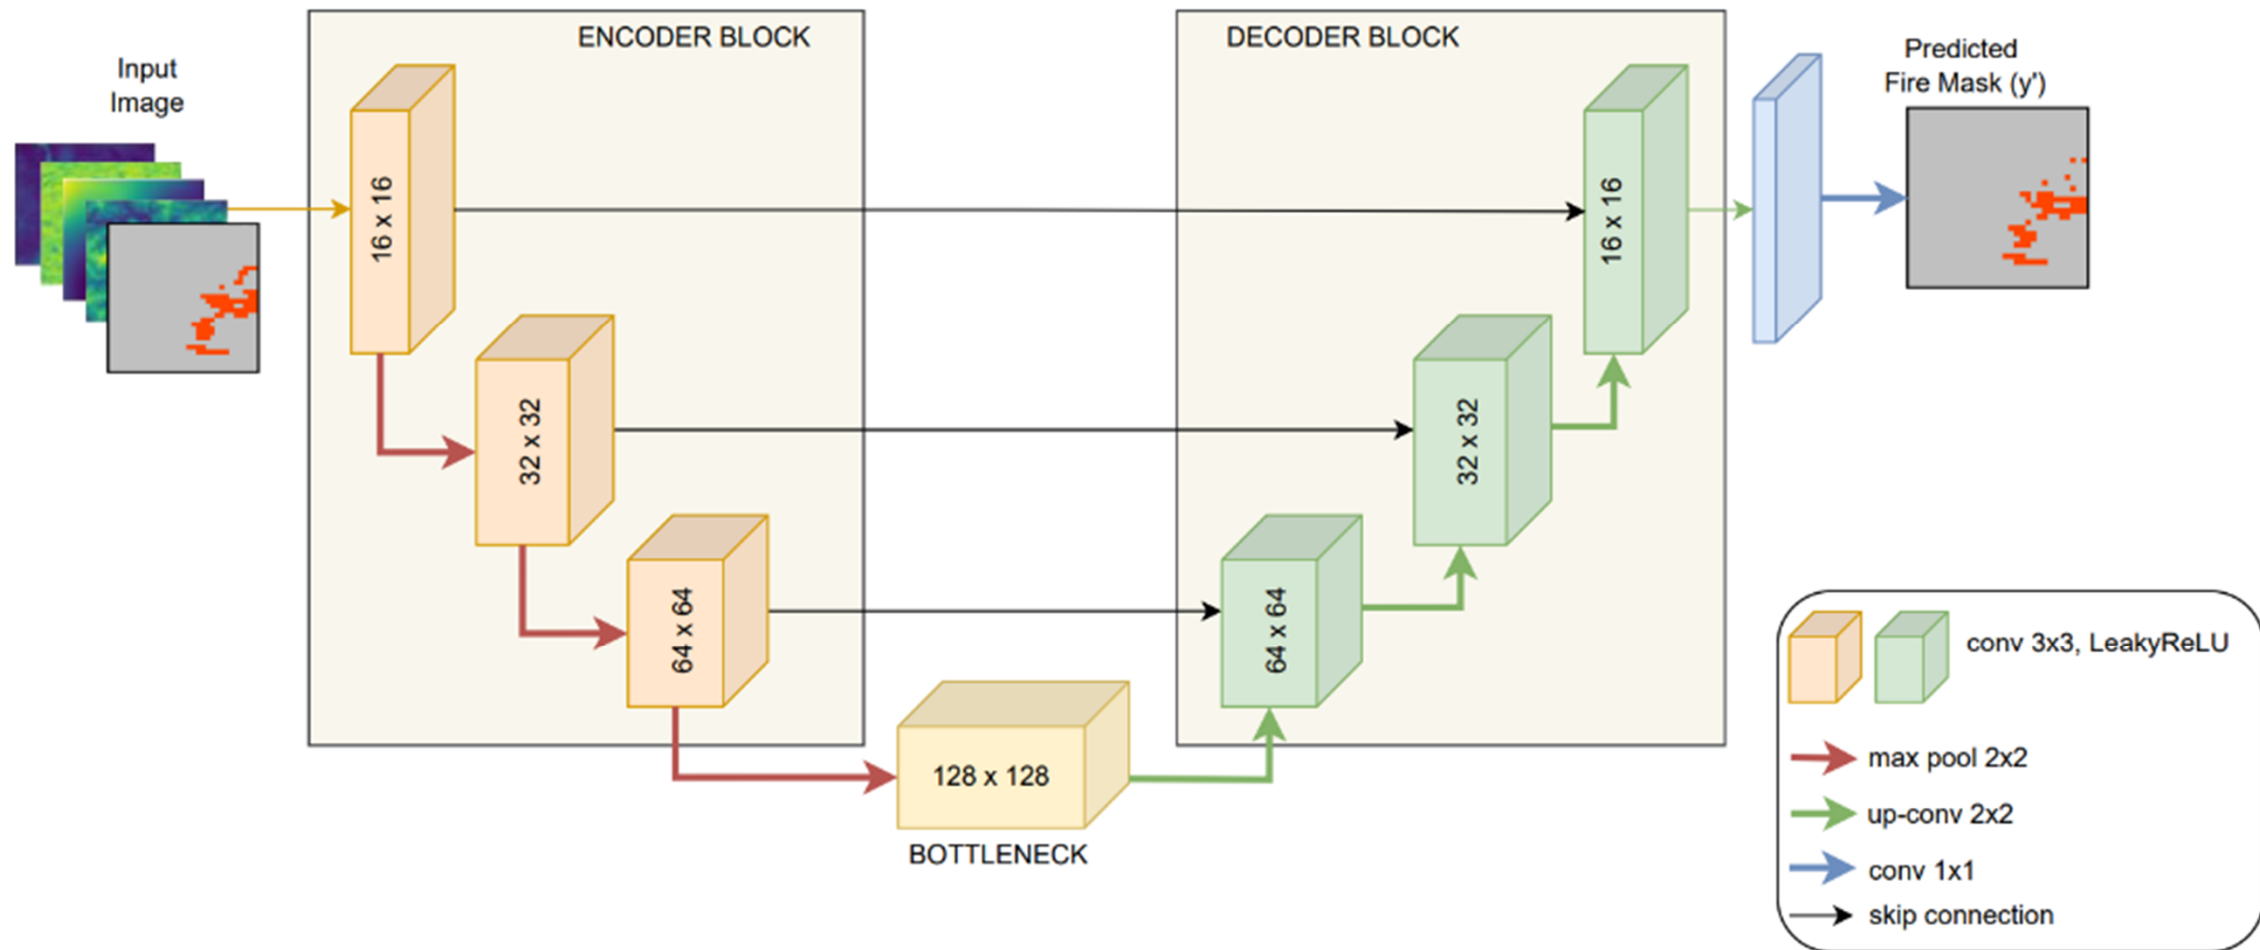 Input
Image
ENCODER BLOCK
16 x 16
32 x 32
64 x 64
128 x 128
BOTTLENECK
DECODER BLOCK
64 x 64
32 x 32
16 x 16
Predicted
Fire Mask (y')
conv 3x3, LeakyReLU
max pool 2x2
up-conv 2x2
conv 1x1
skip connection